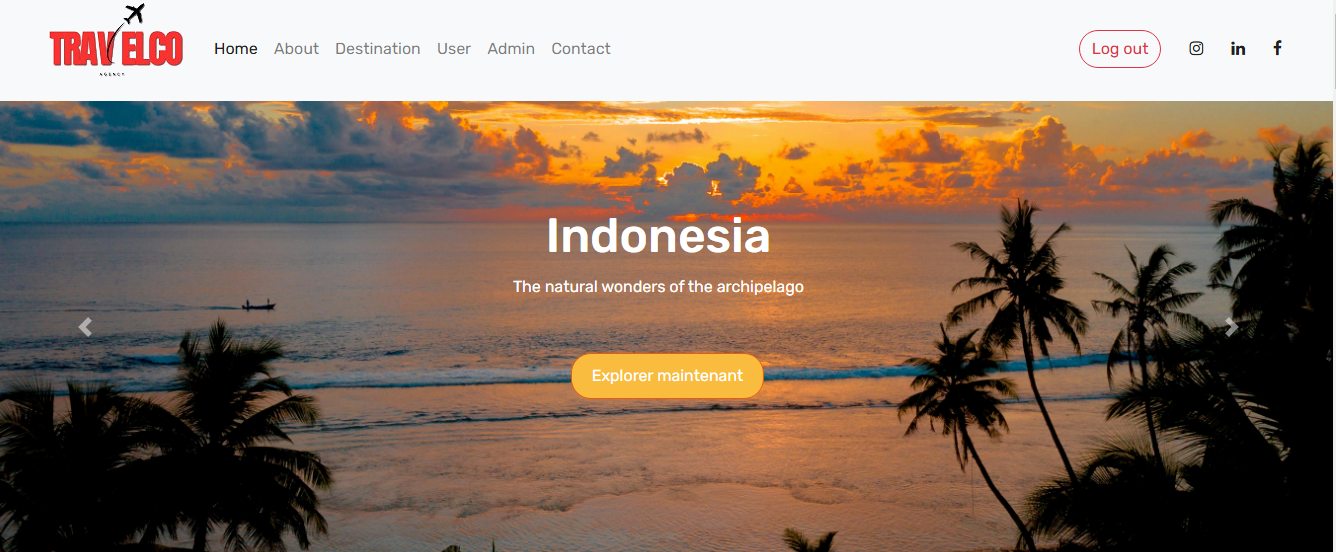 TRAVELCO
AGENCY
Home About Destination User Admin Contact
Log out
Indonesia
The natural wonders of the archipelago
Explorer maintenant